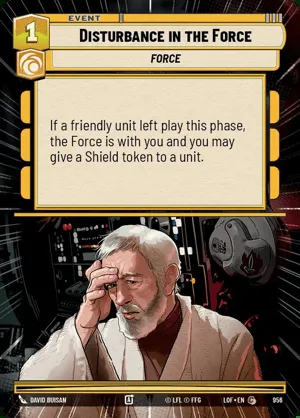 EVENT
1
DISTURBANCE IN THE FORCE
FORCE
If a friendly unit left play this phase,
the Force is with you and you may
give a Shield token to a unit.
DAVID BUISAN
© LFL © FFG
LOF • EN
956